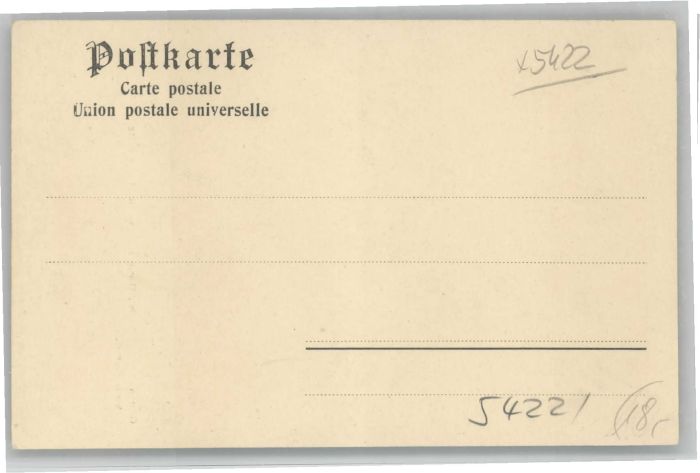 Postkarte
x5422
Carte postale
Union postale universelle
54221
18,-